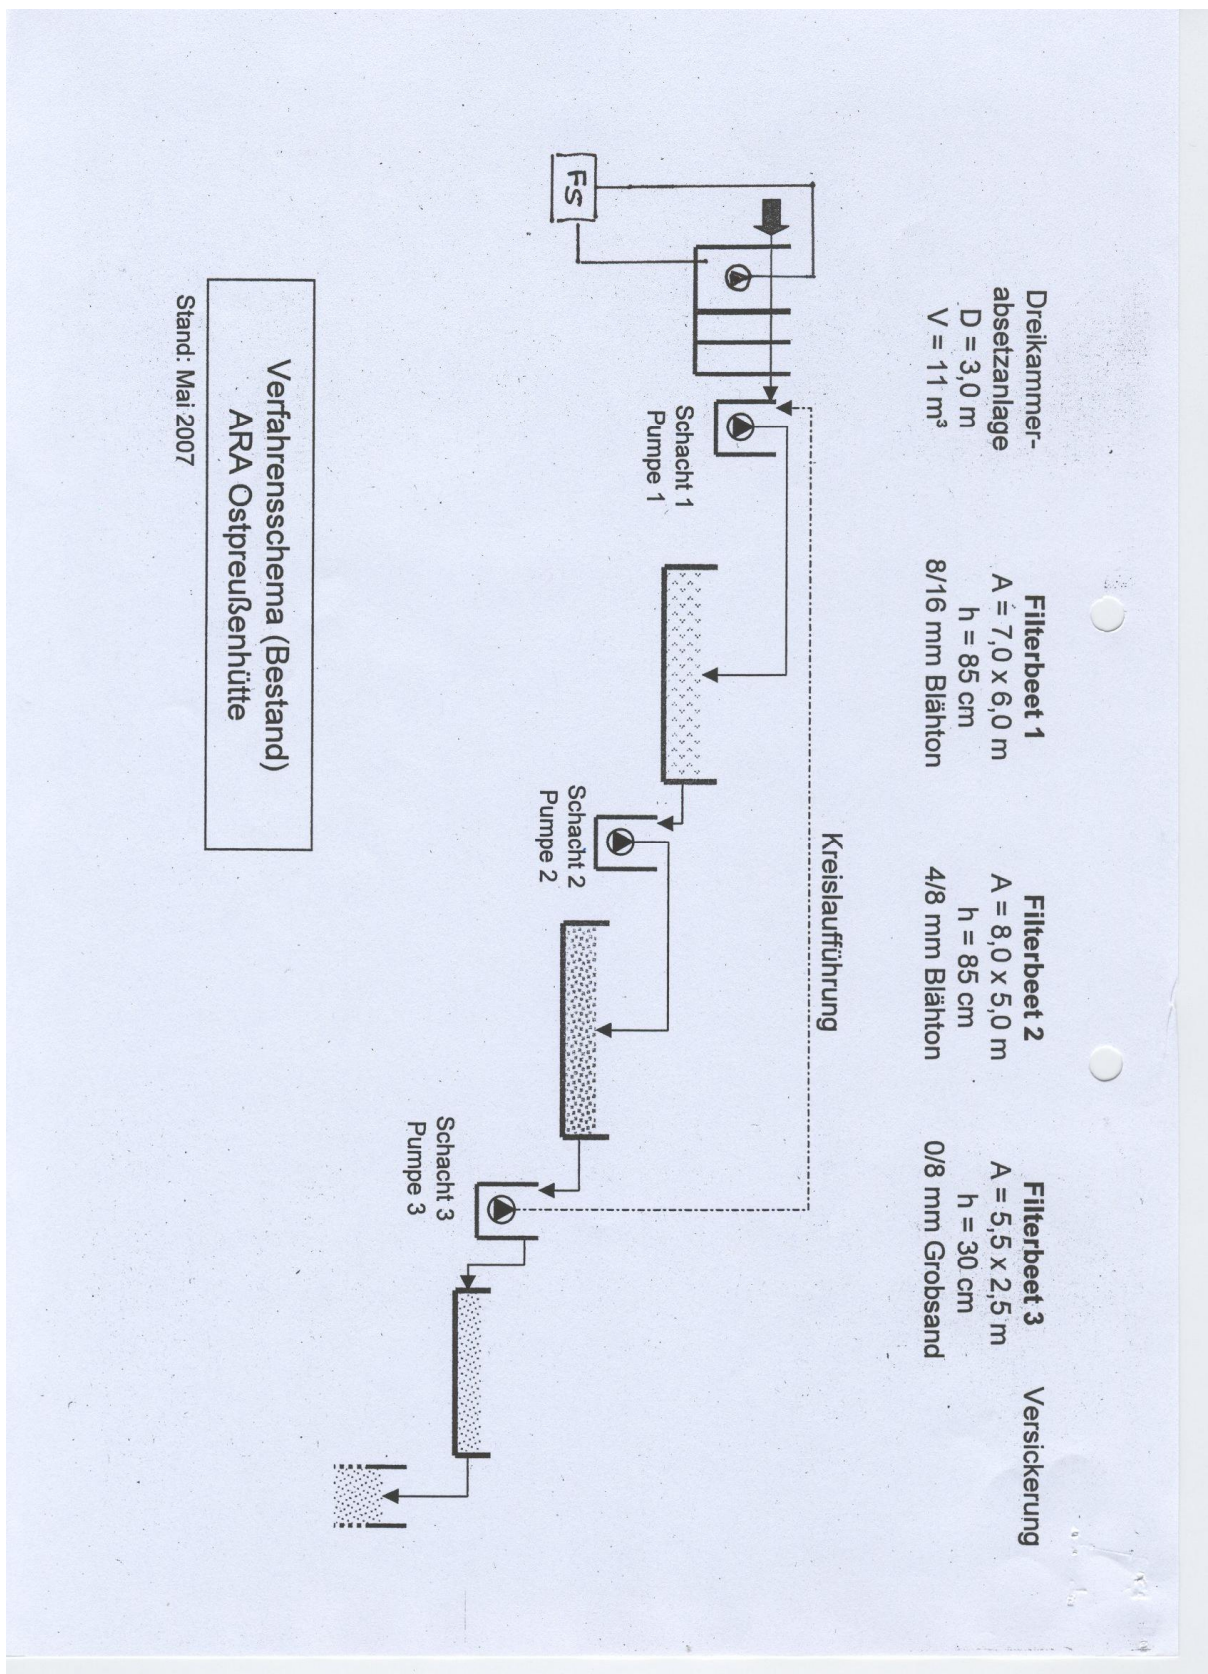 Dreikammer-
absetzanlage
D = 3,0 m
V = 11 m³
Filterbeet 1
A = 7,0 x 6,0 m
h = 85 cm
8/16 mm Blähton
Filterbeet 2
A = 8,0 x 5,0 m
h = 85 cm
4/8 mm Blähton
Filterbeet 3
A = 5,5 x 2,5 m
h = 30 cm
0/8 mm Grobsand
Versickerung
Kreislaufführung
FS
Schacht 1
Pumpe 1
Schacht 2
Pumpe 2
Schacht 3
Pumpe 3
Verfahrensschema (Bestand)
ARA Ostpreußenhütte
Stand: Mai 2007